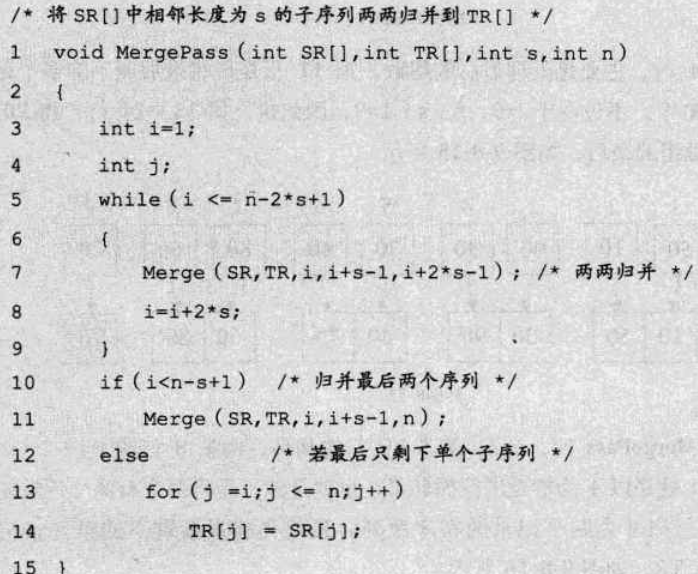 /* 将 SR[]中相邻长度为 s 的子序列两两归并到 TR[] */
1 void MergePass(int SR[],int TR[],int s,int n)
2 {
3 int i=1;
4 int j;
5 while(i <= n-2*s+1)
6 {
7 Merge(SR,TR,i,i+s-1,i+2*s-1); /* 两两归并 */
8 i=i+2*s;
9 }
10 if(i<n-s+1) /* 归并最后两个序列 */
11 Merge(SR,TR,i,i+s-1,n);
12 else /* 若最后只剩下单个子序列 */
13 for(j =i;j <= n;j++)
14 TR[j] = SR[j];
15 }